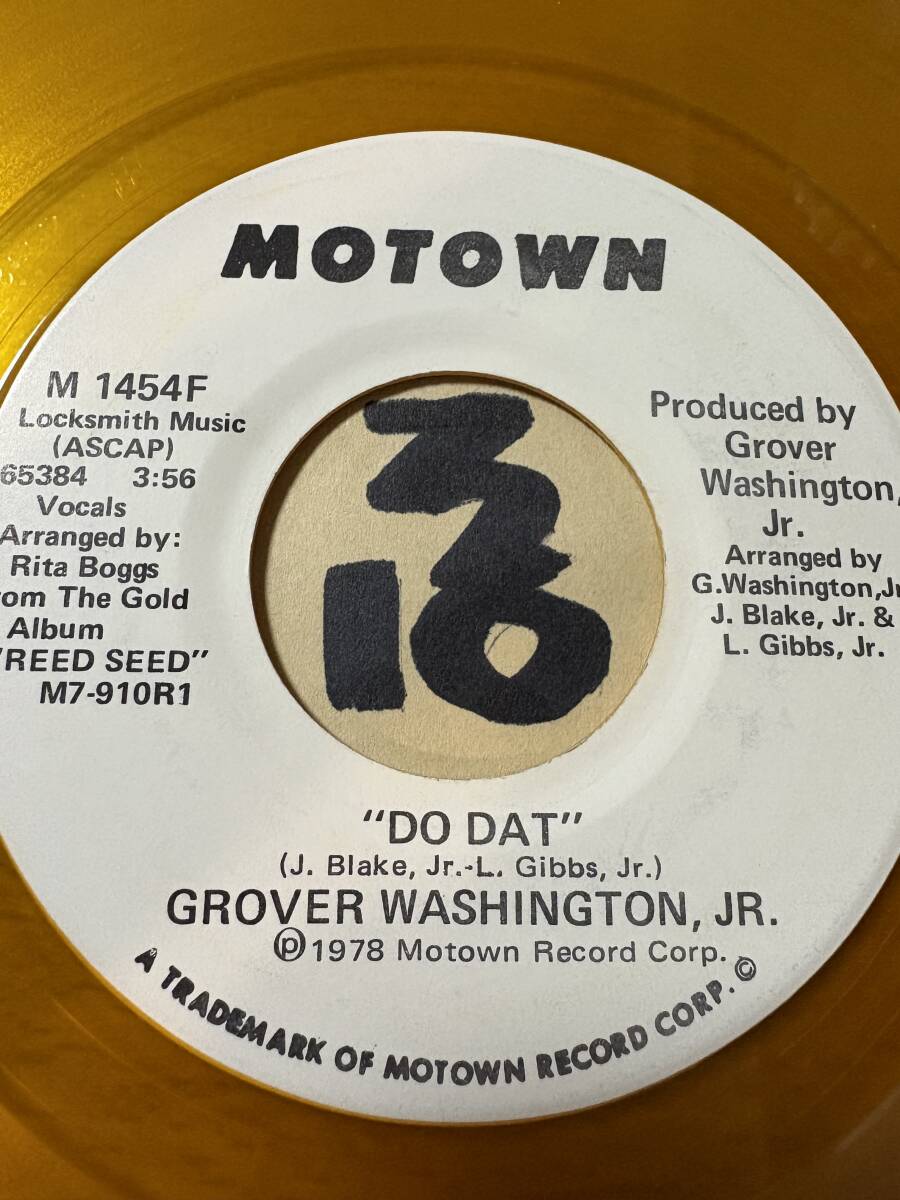 MOTOWN
M 1454F
Locksmith Music
(ASCAP)
65384 3:56
Vocals
Arranged by:
Rita Boggs
rom The Gold
Album
"REED SEED"
M7-910R1
Produced by
Grover
Washington,
Jr.
Arranged by
G.Washington,Jr
J. Blake, Jr. &
L. Gibbs, Jr.
10
"DO DAT"
(J. Blake, Jr.-L. Gibbs, Jr.)
GROVER WASHINGTON, JR.
℗1978 Motown Record Corp.
A TRADEMARK OF MOTOWN RECORD CORP.©